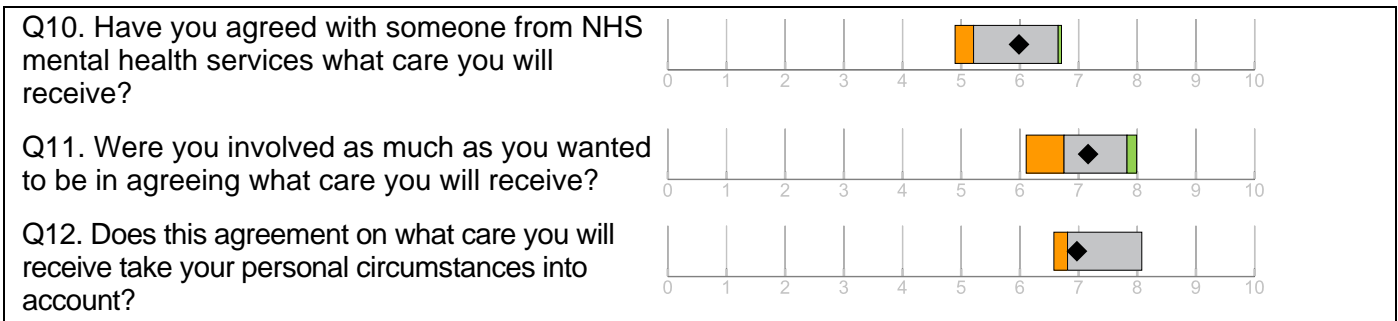 Q10. Have you agreed with someone from NHS
mental health services what care you will
receive?
0 1 2 3 4 5 6 7 8 9 10
Q11. Were you involved as much as you wanted
to be in agreeing what care you will receive?
0 1 2 3 4 5 6 7 8 9 10
Q12. Does this agreement on what care you will
receive take your personal circumstances into
account?
0 1 2 3 4 5 6 7 8 9 10